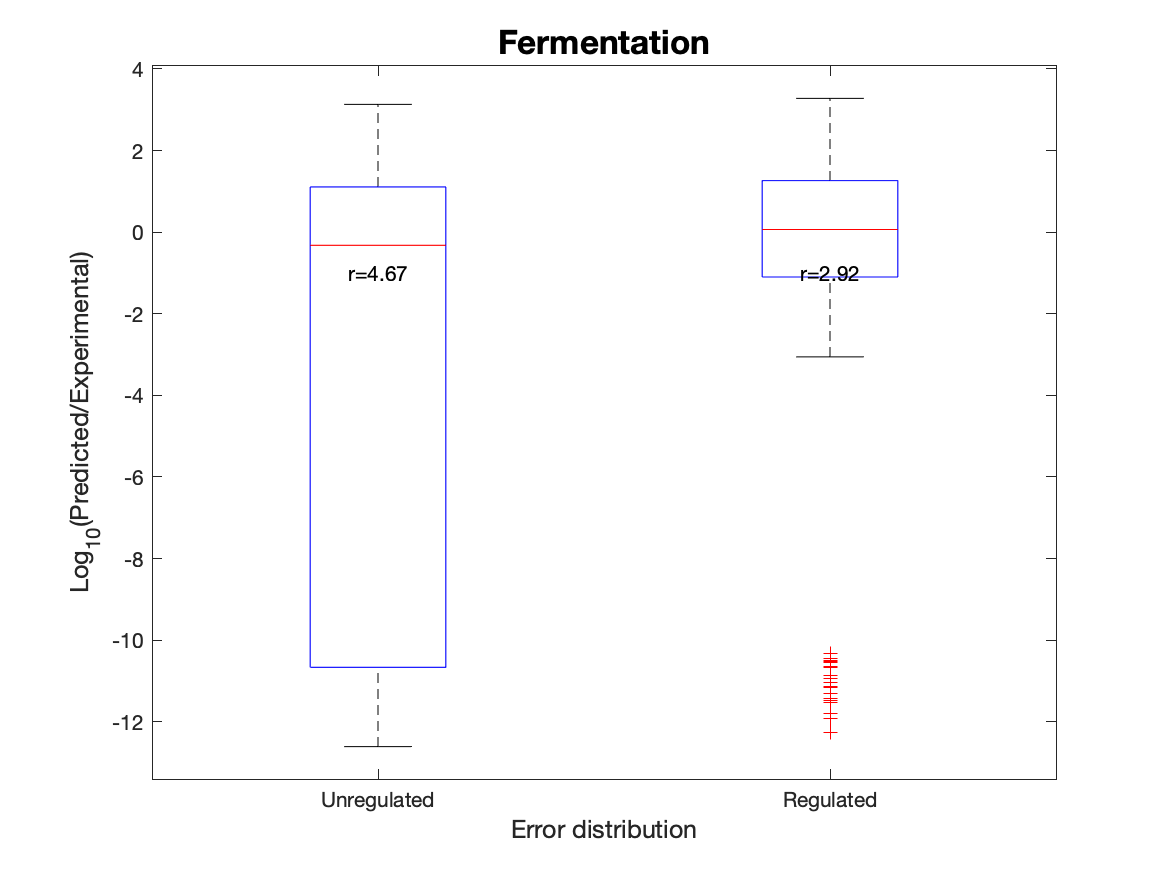 Fermentation
4
2
0
-2
-4
-6
-8
-10
-12
Log10(Predicted/Experimental)
r=4.67
r=2.92
Unregulated
Regulated
Error distribution